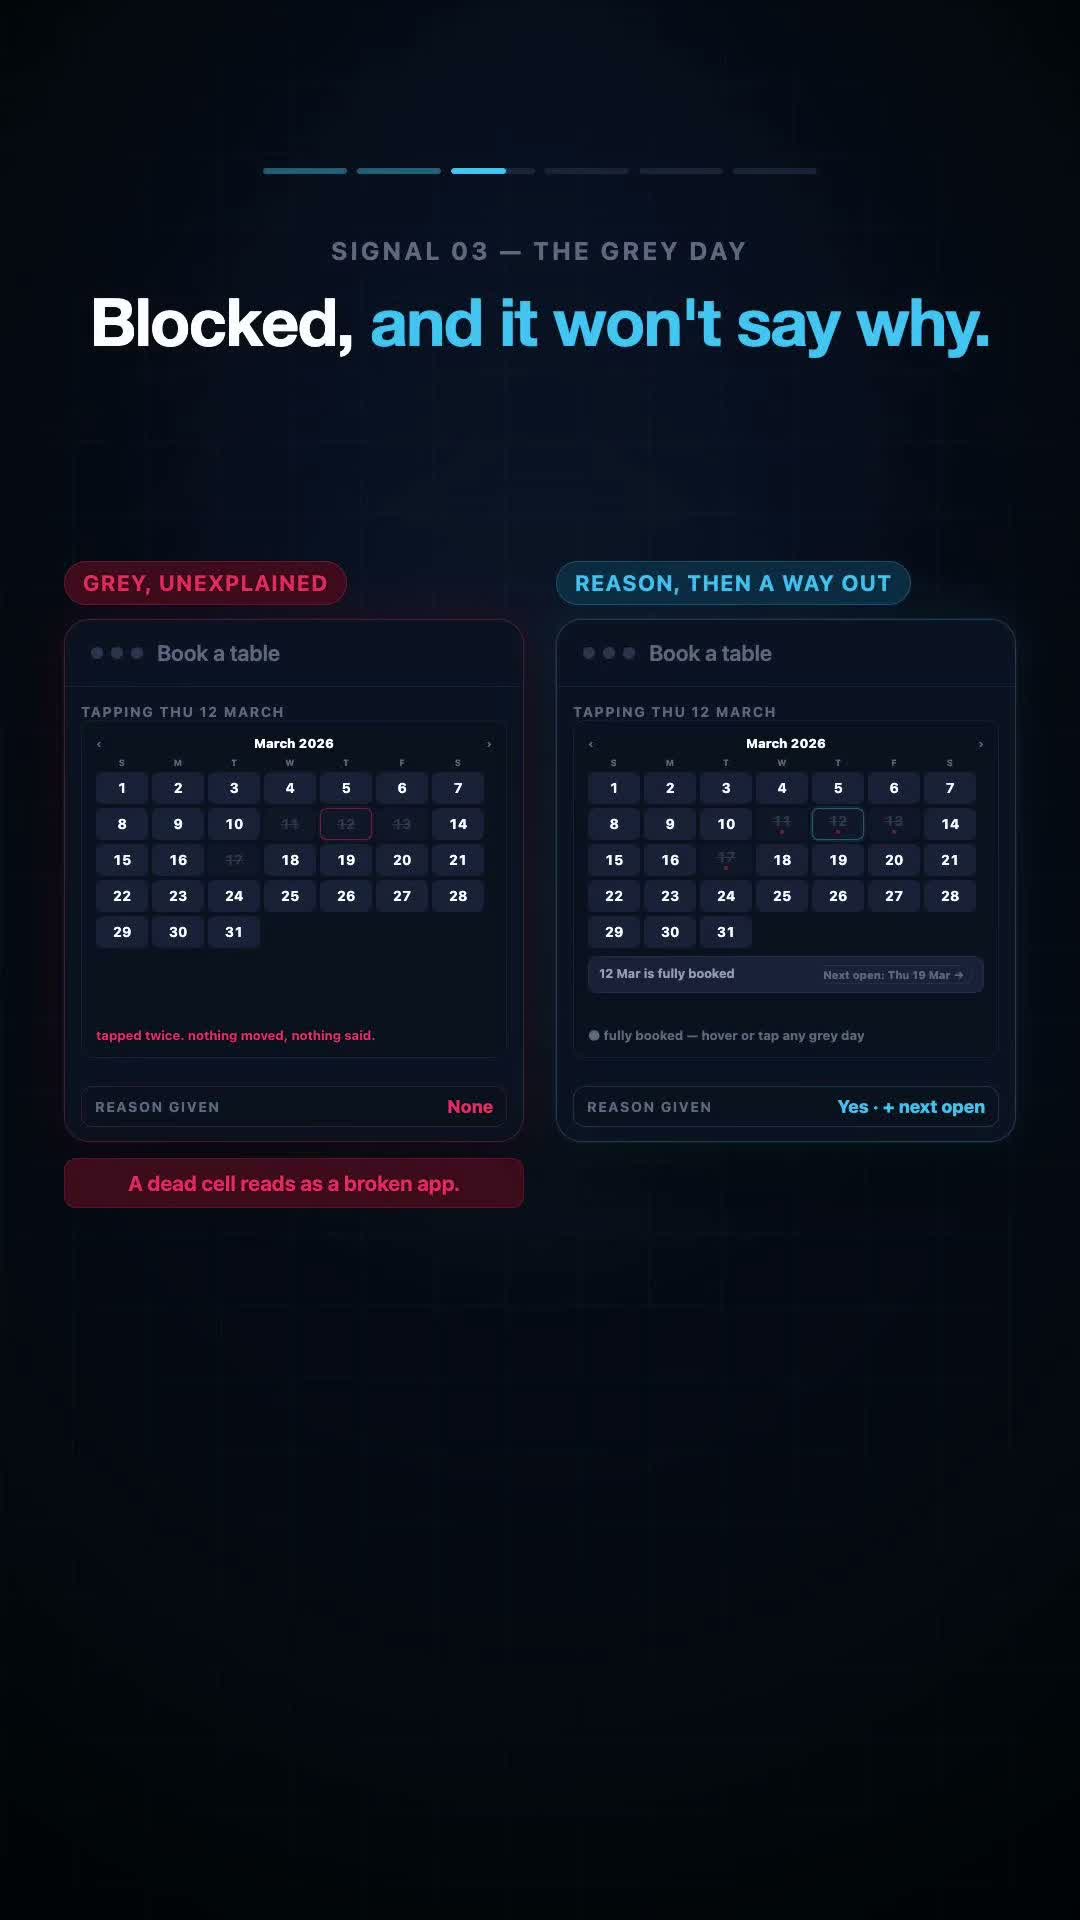 SIGNAL 03 — THE GREY DAY
Blocked, and it won't say why.
GREY, UNEXPLAINED
Book a table
TAPPING THU 12 MARCH
‹ March 2026 ›
S M T W T F S
1 2 3 4 5 6 7
8 9 10 11 12 13 14
15 16 17 18 19 20 21
22 23 24 25 26 27 28
29 30 31
tapped twice. nothing moved, nothing said.
REASON GIVEN None
A dead cell reads as a broken app.
REASON, THEN A WAY OUT
Book a table
TAPPING THU 12 MARCH
‹ March 2026 ›
S M T W T F S
1 2 3 4 5 6 7
8 9 10 11 12 13 14
15 16 17 18 19 20 21
22 23 24 25 26 27 28
29 30 31
12 Mar is fully booked Next open: Thu 19 Mar →
fully booked — hover or tap any grey day
REASON GIVEN Yes · + next open